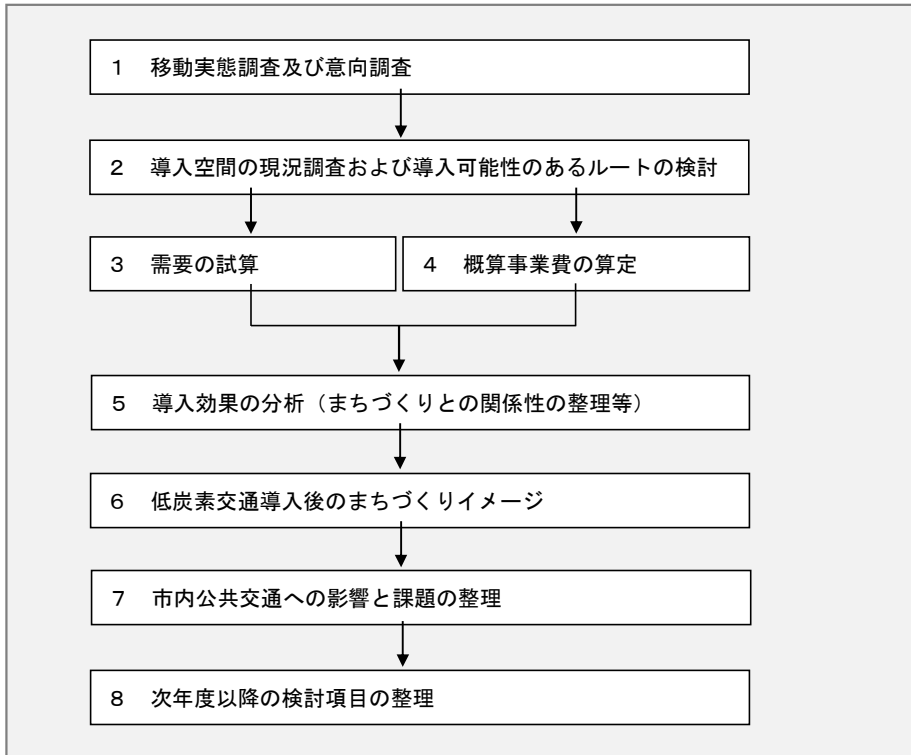 １　移動実態調査及び意向調査
２　導入空間の現況調査および導入可能性のあるルートの検討
３　需要の試算
４　概算事業費の算定
５　導入効果の分析（まちづくりとの関係性の整理等）
６　低炭素交通導入後のまちづくりイメージ
７　市内公共交通への影響と課題の整理
８　次年度以降の検討項目の整理